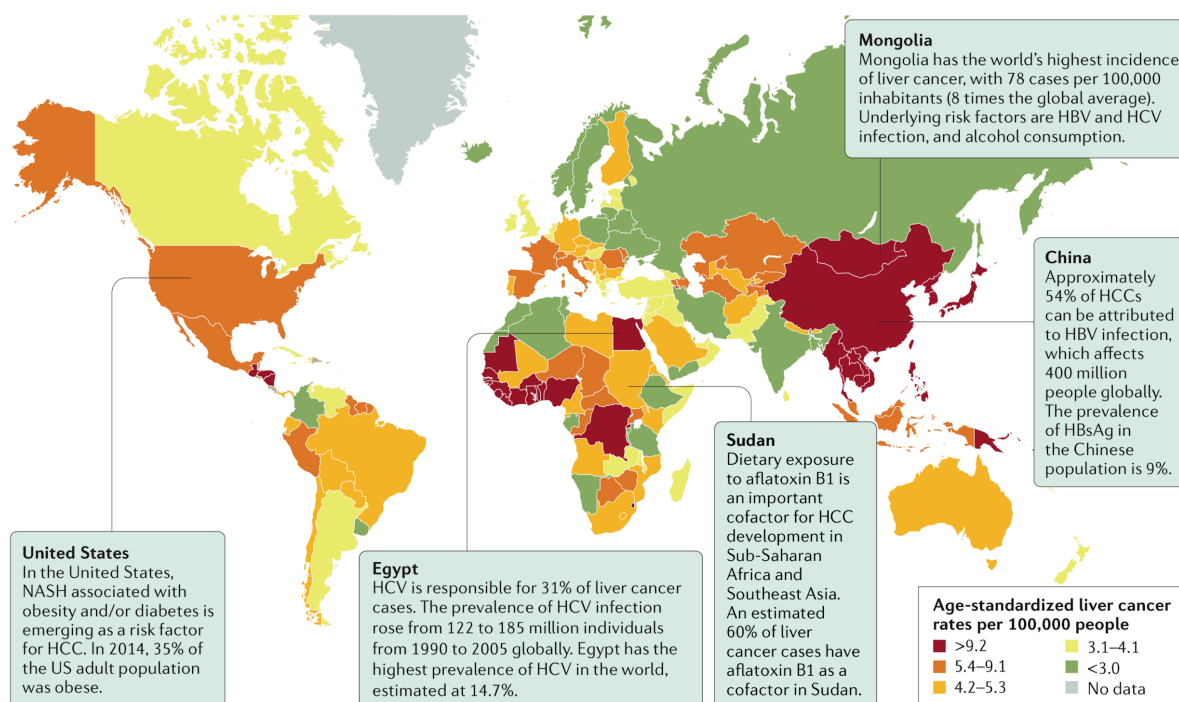 Mongolia
Mongolia has the world's highest incidence
of liver cancer, with 78 cases per 100,000
inhabitants (8 times the global average).
Underlying risk factors are HBV and HCV
infection, and alcohol consumption.
China
Approximately
54% of HCCs
can be attributed
to HBV infection,
which affects
400 million
people globally.
The prevalence
of HBsAg in
the Chinese
population is 9%.
United States
In the United States,
NASH associated with
obesity and/or diabetes is
emerging as a risk factor
for HCC. In 2014, 35% of
the US adult population
was obese.
Egypt
HCV is responsible for 31% of liver cancer
cases. The prevalence of HCV infection
rose from 122 to 185 million individuals
from 1990 to 2005 globally. Egypt has the
highest prevalence of HCV in the world,
estimated at 14.7%.
Sudan
Dietary exposure
to aflatoxin B1 is
an important
cofactor for HCC
development in
Sub-Saharan
Africa and
Southeast Asia.
An estimated
60% of liver
cancer cases have
aflatoxin B1 as a
cofactor in Sudan.
Age-standardized liver cancer
rates per 100,000 people
>9.2
5.4–9.1
4.2–5.3
3.1–4.1
<3.0
No data